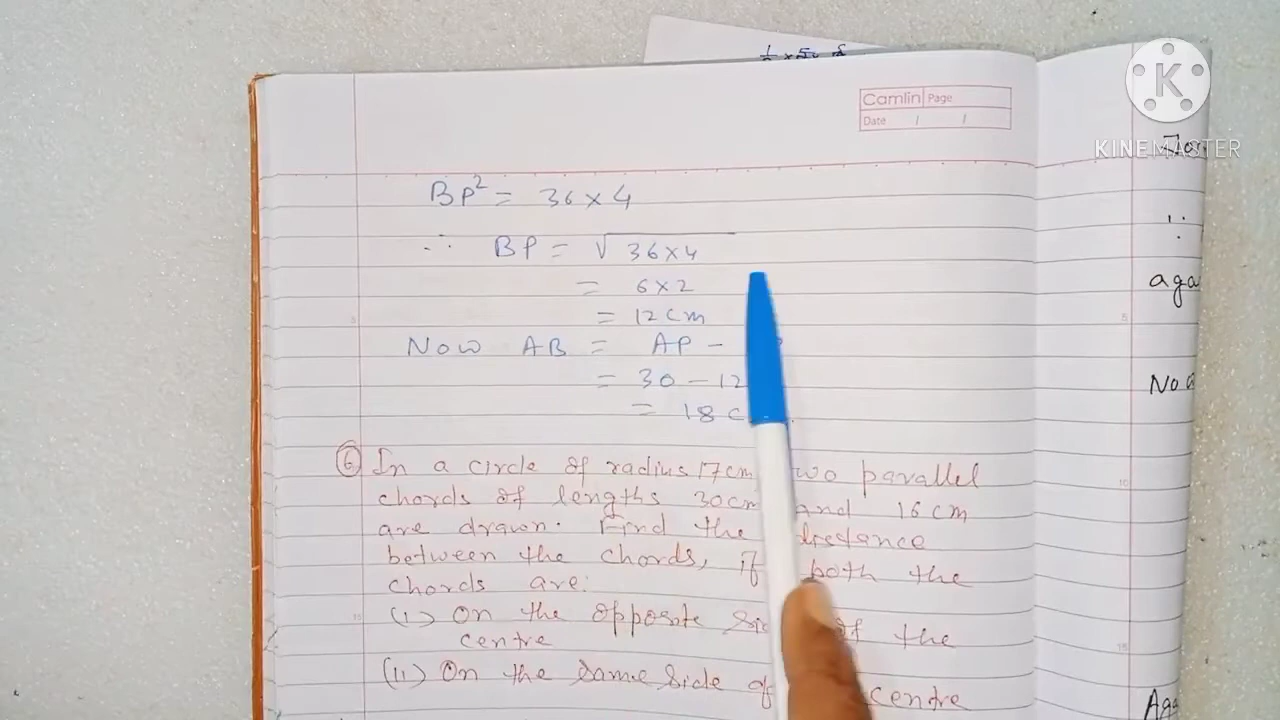 Camlin Page
Date / /
K
KINEMASTER
BP² = 36 × 4
∴ BP = √36×4
= 6×2
= 12 cm
Now AB = AP -
= 30 - 12
= 18 c
⑥ In a circle of radius 17cm, two parallel
chords of lengths 30cm and 16 cm
are drawn. Find the distance
between the chords, if both the
chords are:
(i) On the opposite of the
centre
(ii) On the same side of centre
∵
aga
No